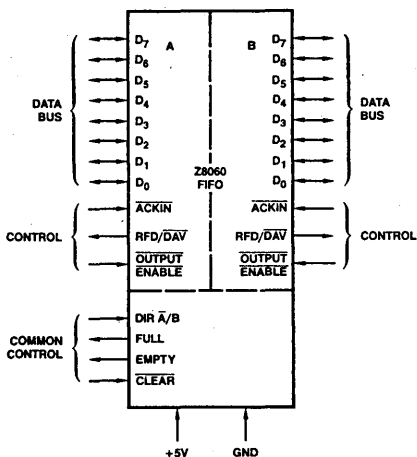 A
B
DATA
BUS
D7
D6
D5
D4
D3
D2
D1
D0
D7
D6
D5
D4
D3
D2
D1
D0
DATA
BUS
Z8060
FIFO
CONTROL
ACKIN
RFD/DAV
OUTPUT
ENABLE
ACKIN
RFD/DAV
OUTPUT
ENABLE
CONTROL
COMMON
CONTROL
DIR A/B
FULL
EMPTY
CLEAR
+5V
GND